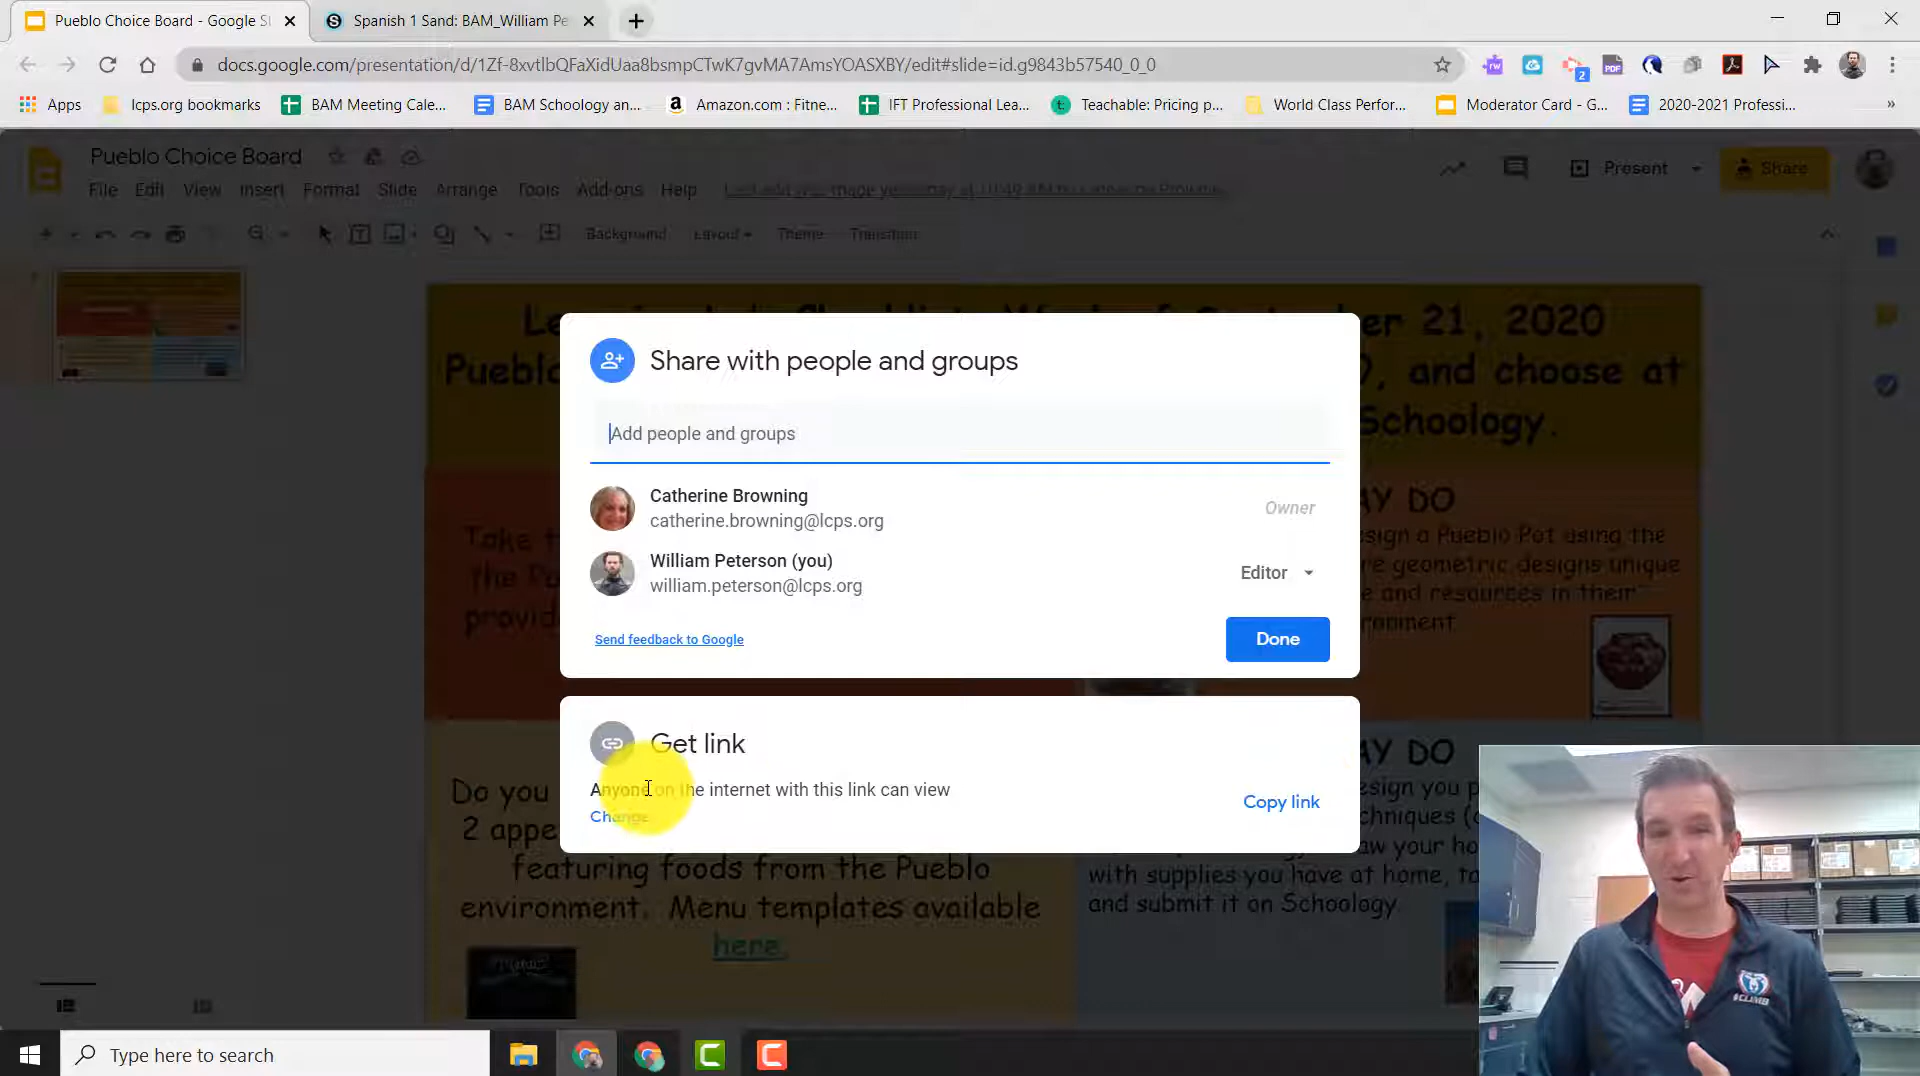 Pueblo Choice Board - Google Sl
Spanish 1 Sand: BAM_William Pe
docs.google.com/presentation/d/1Zf-8xvtlbQFaXidUaa8bsmpCTwK7gvMA7AmsYOASXBY/edit#slide=id.g9843b57540_0_0
Apps
lcps.org bookmarks
BAM Meeting Cale...
BAM Schoology an...
Amazon.com : Fitne...
IFT Professional Lea...
Teachable: Pricing p...
World Class Perfor...
Moderator Card - G...
2020-2021 Professi...
»
Pueblo Choice Board
File Edit View Insert Format Slide Arrange Tools Add-ons Help
Present
Share
Background
Layout
Theme
Transition
21, 2020
and choose at
Schoology.
Share with people and groups
Add people and groups
Catherine Browning
catherine.browning@lcps.org
Owner
William Peterson (you)
william.peterson@lcps.org
Editor
Send feedback to Google
Done
Get link
Anyone on the internet with this link can view
Change
Copy link
DO
a Pueblo Pot using the
geometric designs unique
and resources in their
Do you
featuring foods from the Pueblo
environment. Menu templates available
here.
with supplies you have at home,
and submit it on Schoology.
#CLIMB
Type here to search